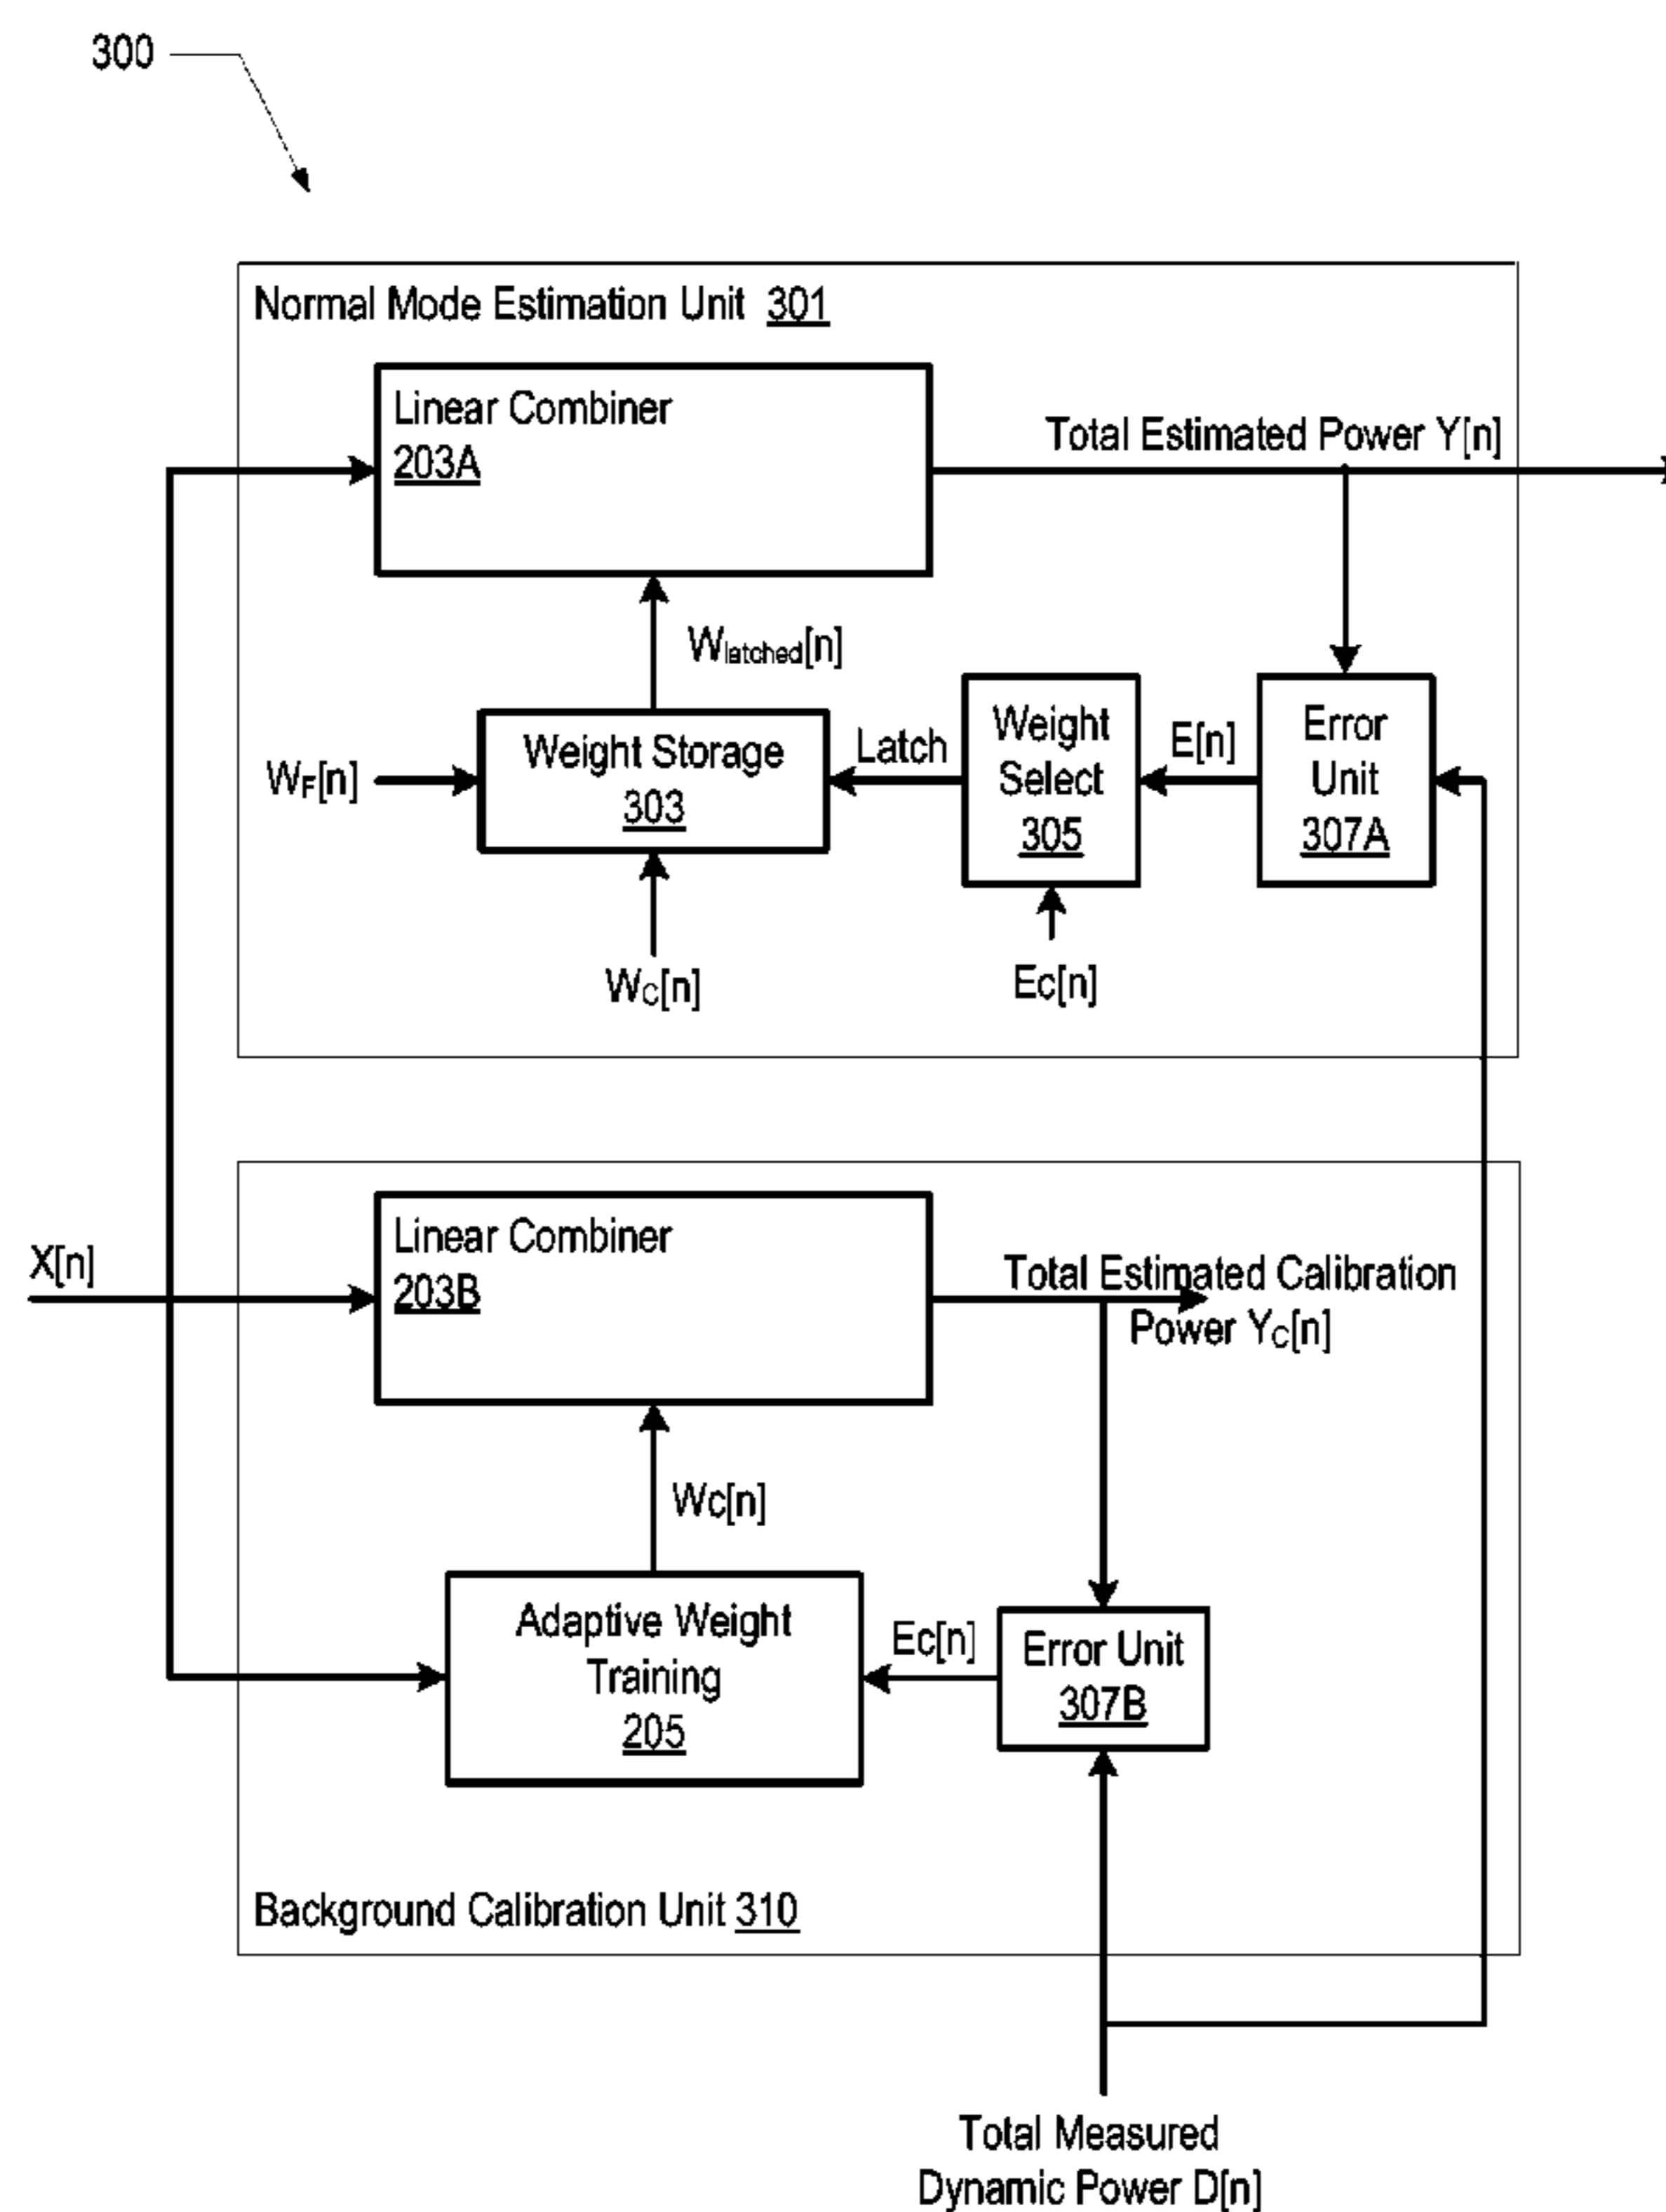 300
Normal Mode Estimation Unit 301
Linear Combiner
203A
Total Estimated Power Y[n]
Wlatched[n]
Weight Storage
303
WF[n]
WC[n]
Latch
Weight
Select
305
Ec[n]
E[n]
Error
Unit
307A
X[n]
Linear Combiner
203B
Total Estimated Calibration
Power YC[n]
Wc[n]
Adaptive Weight
Training
205
Ec[n]
Error Unit
307B
Background Calibration Unit 310
Total Measured
Dynamic Power D[n]